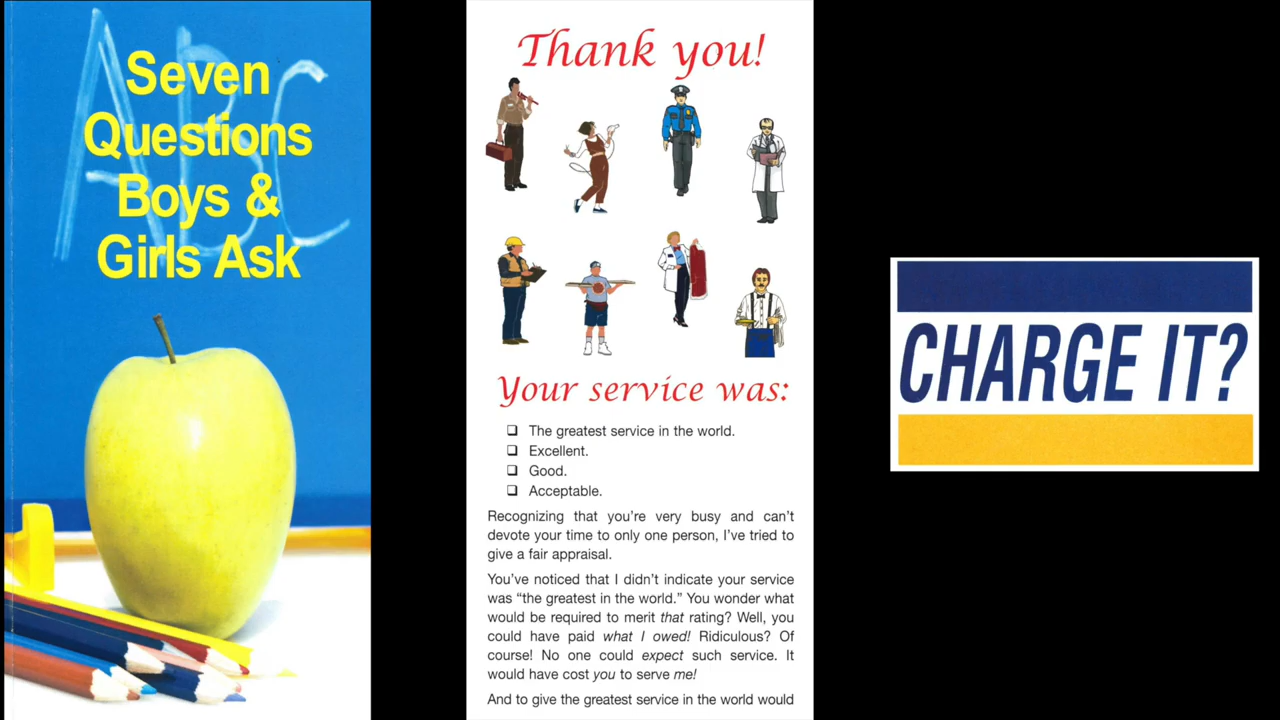 ABC
Seven
Questions
Boys &
Girls Ask
Thank you!
Your service was:
❑ The greatest service in the world.
❑ Excellent.
❑ Good.
❑ Acceptable.
Recognizing that you're very busy and can't
devote your time to only one person, I've tried to
give a fair appraisal.
You've noticed that I didn't indicate your service
was “the greatest in the world.” You wonder what
would be required to merit that rating? Well, you
could have paid what I owed! Ridiculous? Of
course! No one could expect such service. It
would have cost you to serve me!
And to give the greatest service in the world would
CHARGE IT?